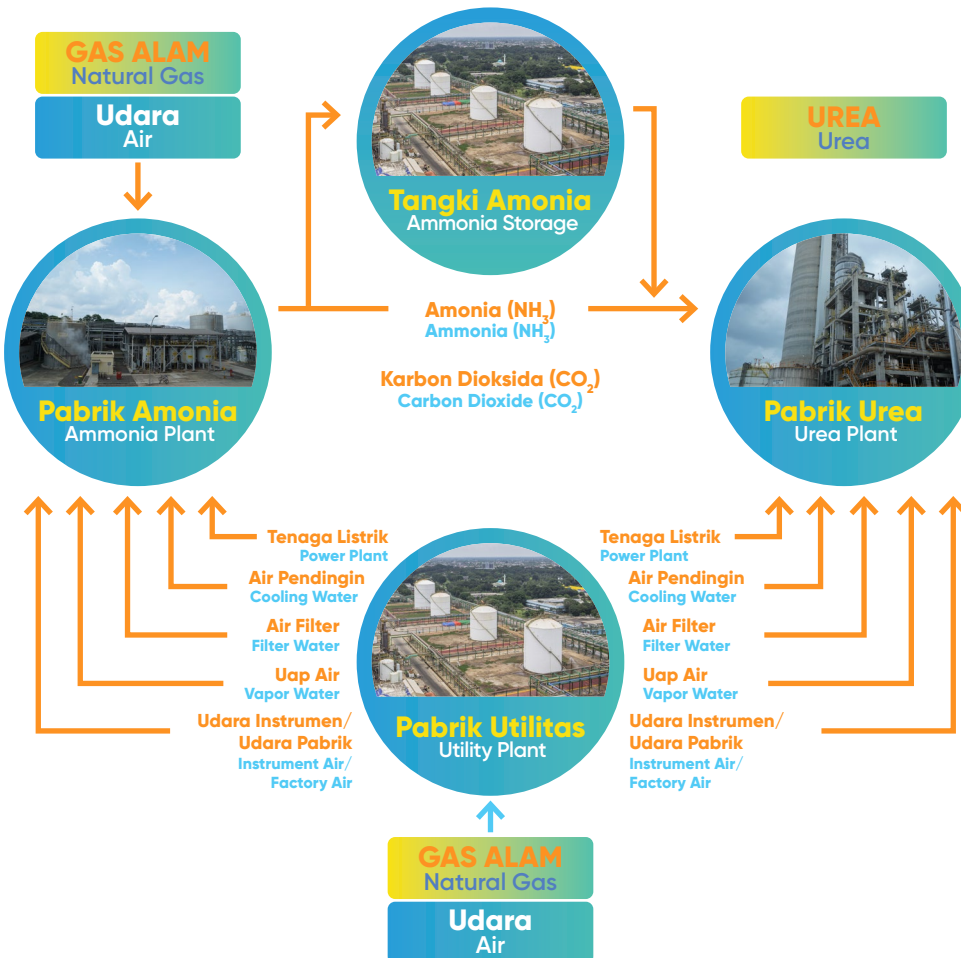 GAS ALAM
Natural Gas
Udara
Air
Tangki Amonia
Ammonia Storage
UREA
Urea
Pabrik Amonia
Ammonia Plant
Amonia (NH₃)
Ammonia (NH₃)
Karbon Dioksida (CO₂)
Carbon Dioxide (CO₂)
Pabrik Urea
Urea Plant
Tenaga Listrik
Power Plant
Air Pendingin
Cooling Water
Air Filter
Filter Water
Uap Air
Vapor Water
Udara Instrumen/
Udara Pabrik
Instrument Air/
Factory Air
Pabrik Utilitas
Utility Plant
Tenaga Listrik
Power Plant
Air Pendingin
Cooling Water
Air Filter
Filter Water
Uap Air
Vapor Water
Udara Instrumen/
Udara Pabrik
Instrument Air/
Factory Air
GAS ALAM
Natural Gas
Udara
Air